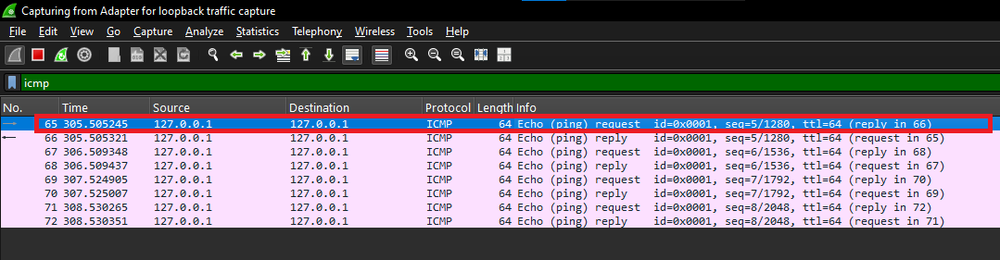 Capturing from Adapter for loopback traffic capture
File Edit View Go Capture Analyze Statistics Telephony Wireless Tools Help
icmp
No. Time Source Destination Protocol Length Info
65 305.505245 127.0.0.1 127.0.0.1 ICMP 64 Echo (ping) request id=0x0001, seq=5/1280, ttl=64 (reply in 66)
66 305.505321 127.0.0.1 127.0.0.1 ICMP 64 Echo (ping) reply id=0x0001, seq=5/1280, ttl=64 (request in 65)
67 306.509348 127.0.0.1 127.0.0.1 ICMP 64 Echo (ping) request id=0x0001, seq=6/1536, ttl=64 (reply in 68)
68 306.509437 127.0.0.1 127.0.0.1 ICMP 64 Echo (ping) reply id=0x0001, seq=6/1536, ttl=64 (request in 67)
69 307.524905 127.0.0.1 127.0.0.1 ICMP 64 Echo (ping) request id=0x0001, seq=7/1792, ttl=64 (reply in 70)
70 307.525007 127.0.0.1 127.0.0.1 ICMP 64 Echo (ping) reply id=0x0001, seq=7/1792, ttl=64 (request in 69)
71 308.530265 127.0.0.1 127.0.0.1 ICMP 64 Echo (ping) request id=0x0001, seq=8/2048, ttl=64 (reply in 72)
72 308.530351 127.0.0.1 127.0.0.1 ICMP 64 Echo (ping) reply id=0x0001, seq=8/2048, ttl=64 (request in 71)